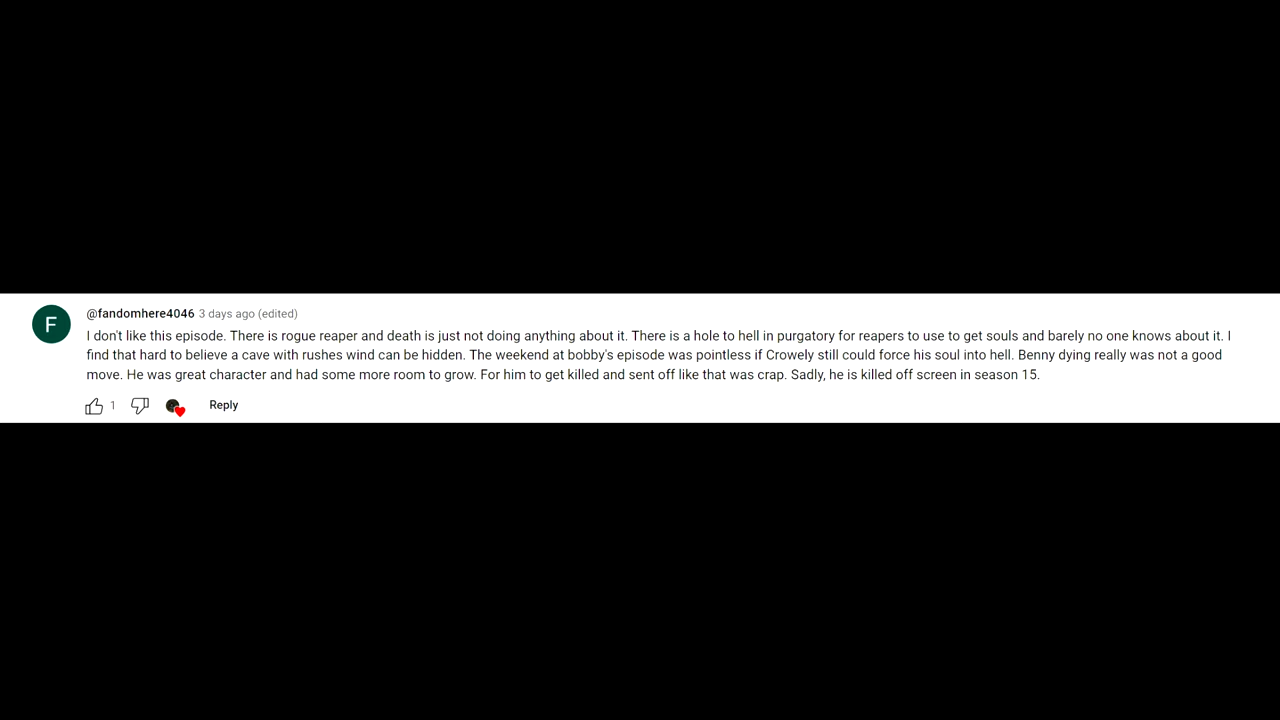 F
@fandomhere4046 3 days ago (edited)
I don't like this episode. There is rogue reaper and death is just not doing anything about it. There is a hole to hell in purgatory for reapers to use to get souls and barely no one knows about it. I
find that hard to believe a cave with rushes wind can be hidden. The weekend at bobby's episode was pointless if Crowely still could force his soul into hell. Benny dying really was not a good
move. He was great character and had some more room to grow. For him to get killed and sent off like that was crap. Sadly, he is killed off screen in season 15.
1 Reply